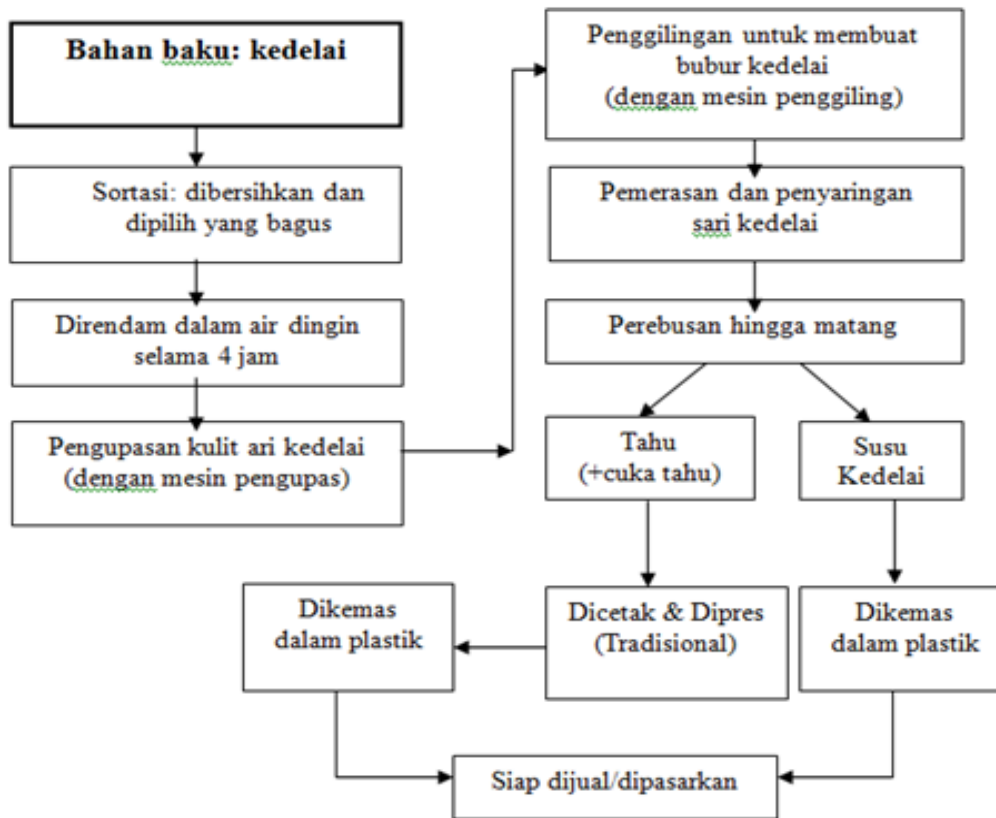 Bahan baku: kedelai
Sortasi: dibersihkan dan
dipilih yang bagus
Direndam dalam air dingin
selama 4 jam
Pengupasan kulit ari kedelai
(dengan mesin pengupas)
Penggilingan untuk membuat
bubur kedelai
(dengan mesin penggiling)
Pemerasan dan penyaringan
sari kedelai
Perebusan hingga matang
Tahu
(+cuka tahu)
Susu
Kedelai
Dicetak & Dipres
(Tradisional)
Dikemas
dalam plastik
Dikemas
dalam plastik
Siap dijual/dipasarkan